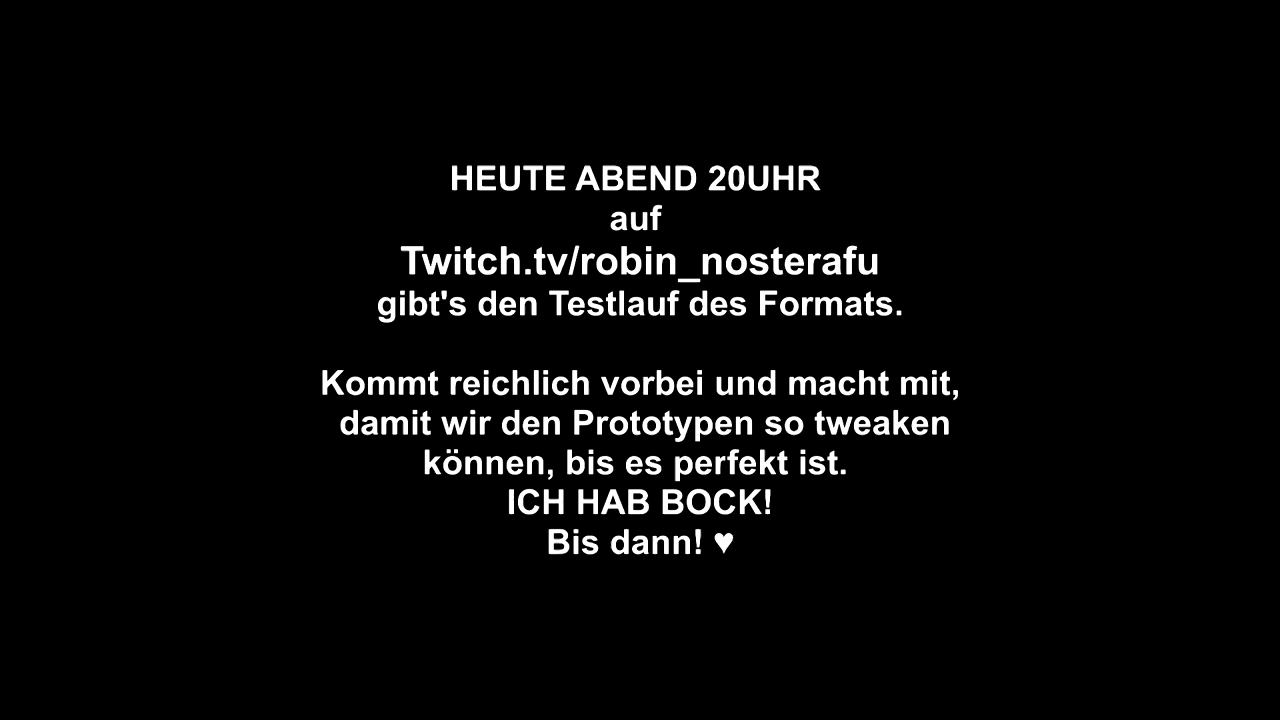 HEUTE ABEND 20UHR
auf
Twitch.tv/robin_nosterafu
gibt's den Testlauf des Formats.
Kommt reichlich vorbei und macht mit,
damit wir den Prototypen so tweaken
können, bis es perfekt ist.
ICH HAB BOCK!
Bis dann! ♥